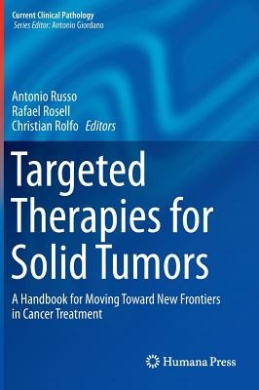 Current Clinical Pathology
Series Editor: Antonio Giordano
Antonio Russo
Rafael Rosell
Christian Rolfo Editors
Targeted
Therapies for
Solid Tumors
A Handbook for Moving Toward New Frontiers
in Cancer Treatment
Humana Press